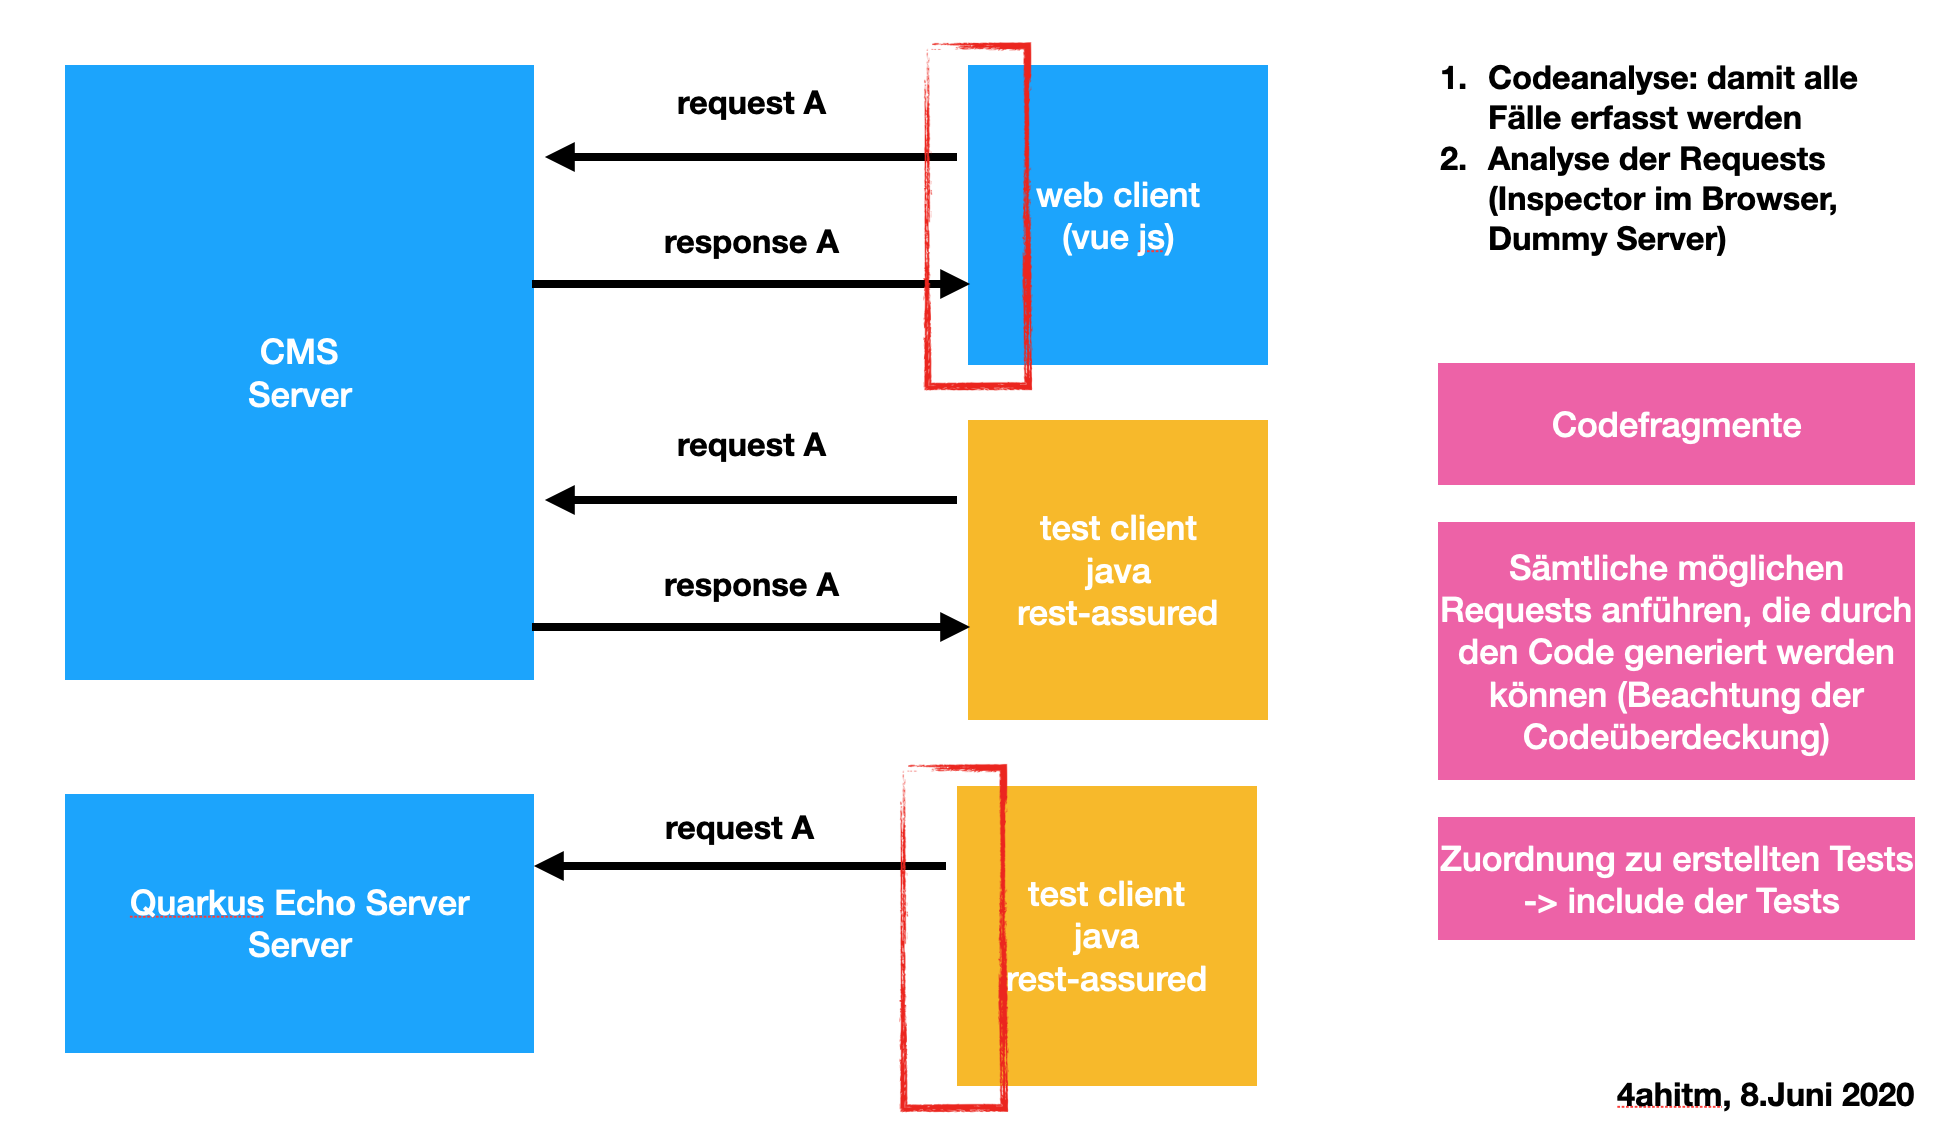 request A
response A
CMS
Server
web client
(vue js)
request A
response A
test client
java
rest-assured
request A
Quarkus Echo Server
Server
test client
java
rest-assured
1. Codeanalyse: damit alle
Fälle erfasst werden
2. Analyse der Requests
(Inspector im Browser,
Dummy Server)
Codefragmente
Sämtliche möglichen
Requests anführen, die durch
den Code generiert werden
können (Beachtung der
Codeüberdeckung)
Zuordnung zu erstellten Tests
-> include der Tests
4ahitm, 8.Juni 2020